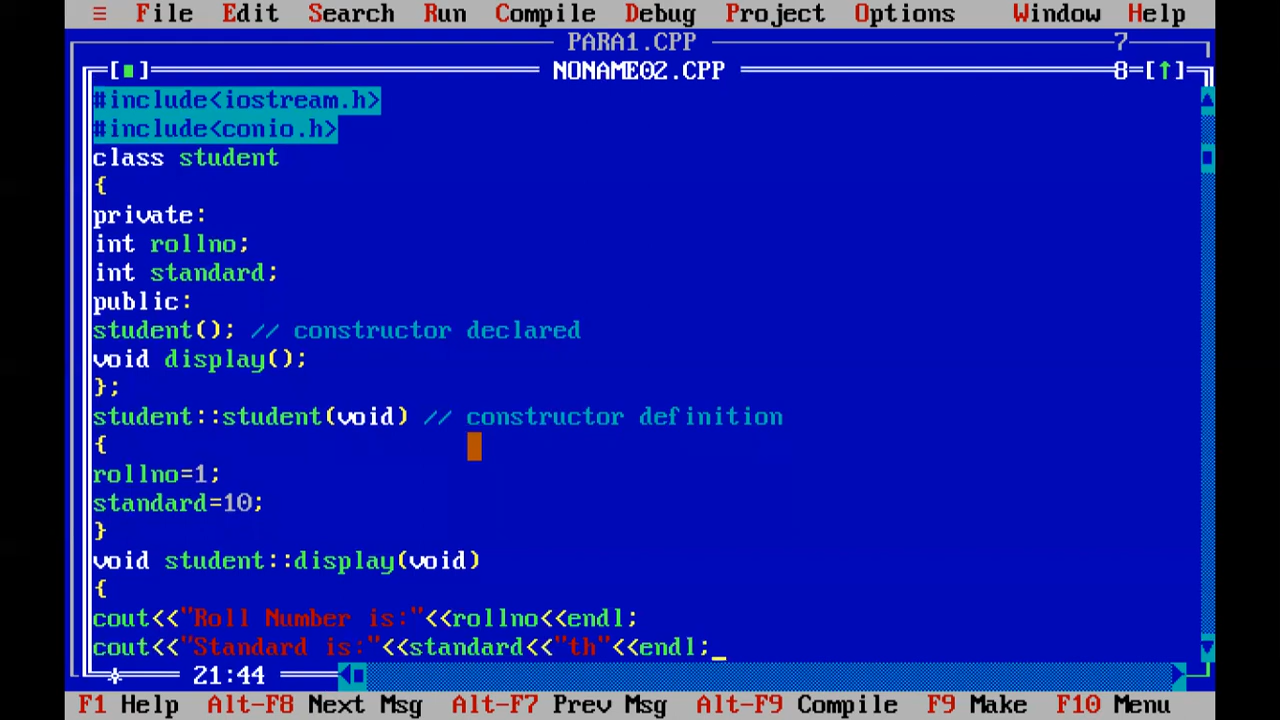 ≡ File Edit Search Run Compile Debug Project Options Window Help
PARA1.CPP 7
[■] NONAME02.CPP 8=[↑]
#include<iostream.h>
#include<conio.h>
class student
{
private:
int rollno;
int standard;
public:
student(); // constructor declared
void display();
};
student::student(void) // constructor definition
{
rollno=1;
standard=10;
}
void student::display(void)
{
cout<<"Roll Number is:"<<rollno<<endl;
cout<<"Standard is:"<<standard<<"th"<<endl;_
21:44
F1 Help Alt-F8 Next Msg Alt-F7 Prev Msg Alt-F9 Compile F9 Make F10 Menu